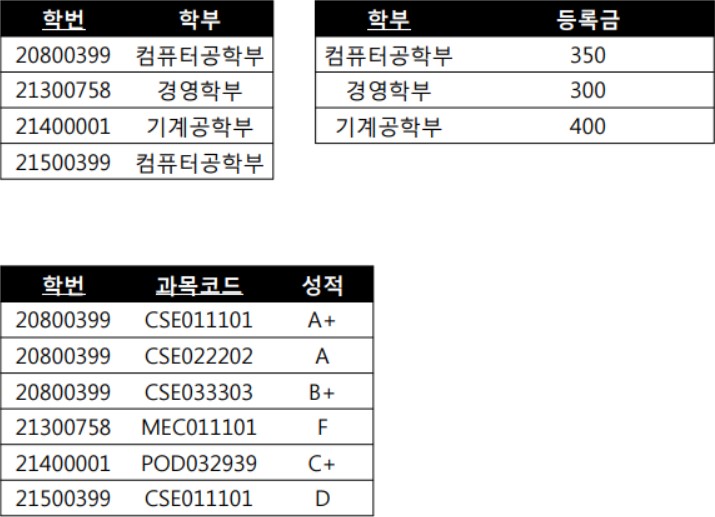 학번 학부
20800399 컴퓨터공학부
21300758 경영학부
21400001 기계공학부
21500399 컴퓨터공학부
학부 등록금
컴퓨터공학부 350
경영학부 300
기계공학부 400
학번 과목코드 성적
20800399 CSE011101 A+
20800399 CSE022202 A
20800399 CSE033303 B+
21300758 MEC011101 F
21400001 POD032939 C+
21500399 CSE011101 D